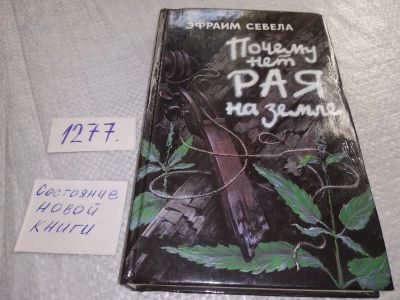 ЭФРАИМ СЕВЕЛА
Почему
нет
РАЯ
на земле
1277.
Состояние
НОВОЙ
КНИГИ